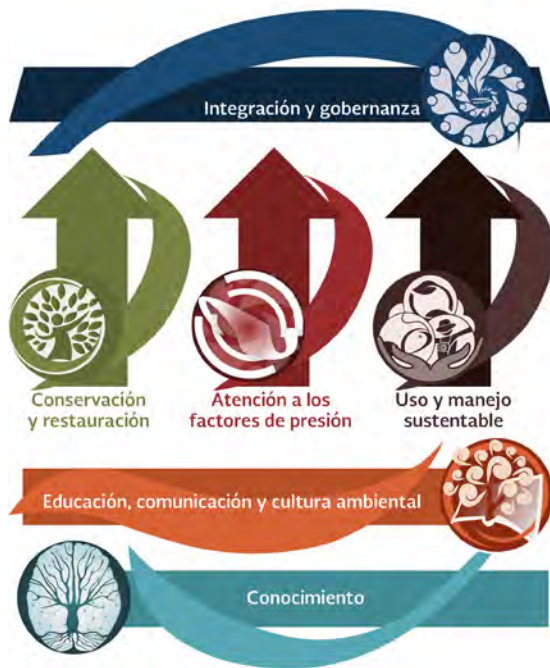 Integración y gobernanza
Conservación
y restauración
Atención a los
factores de presión
Uso y manejo
sustentable
Educación, comunicación y cultura ambiental
Conocimiento